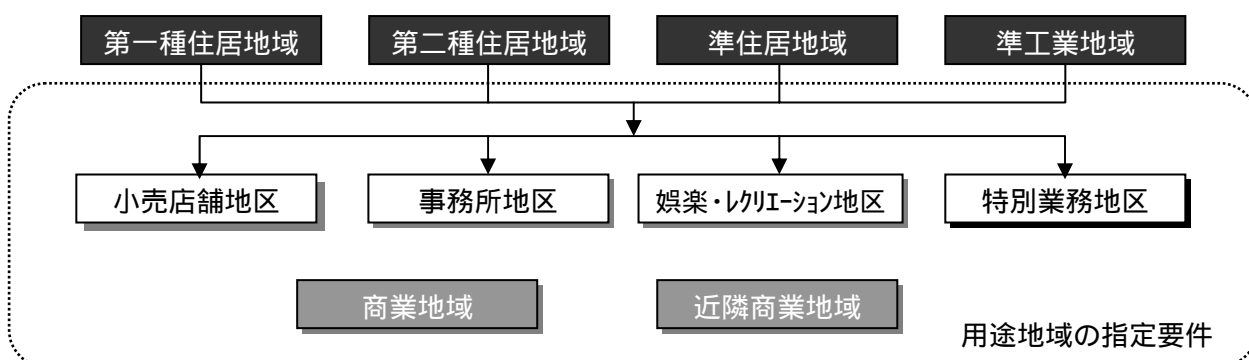 第一種住居地域 第二種住居地域 準住居地域 準工業地域
小売店舗地区 事務所地区 娯楽・ﾚｸﾘｴｰｼｮﾝ地区 特別業務地区
商業地域 近隣商業地域
用途地域の指定要件